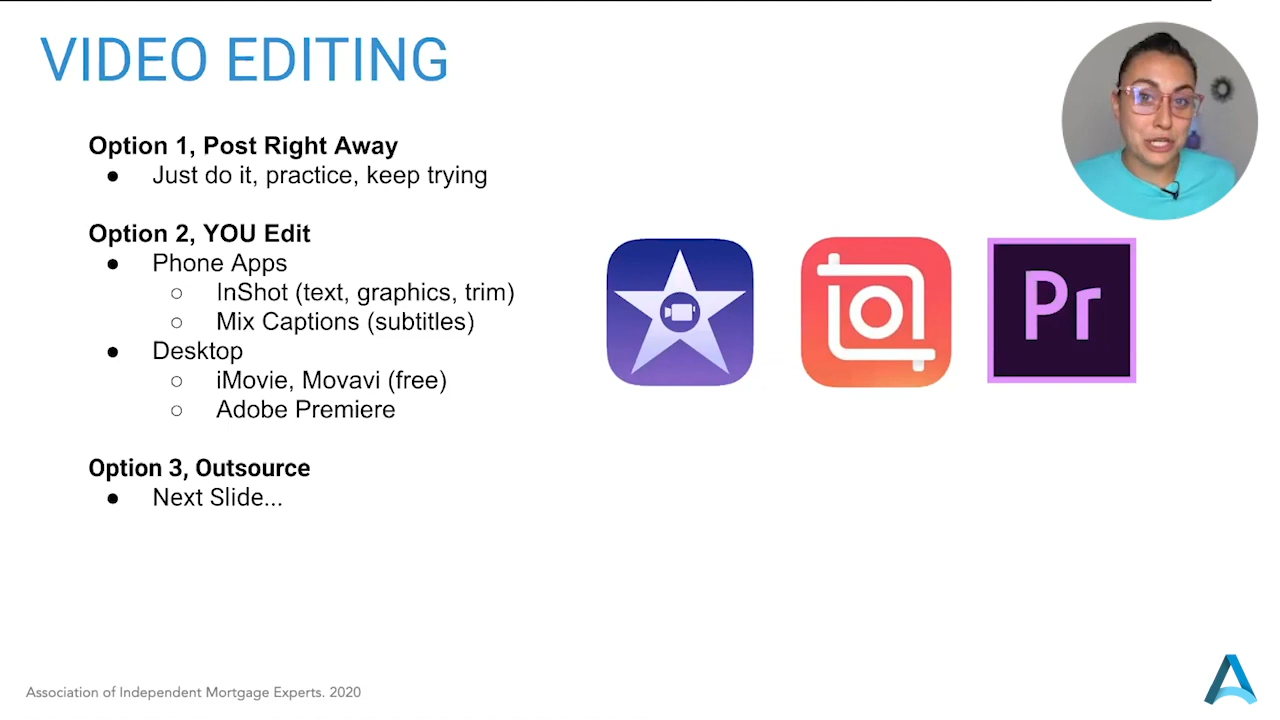 VIDEO EDITING
Option 1, Post Right Away
● Just do it, practice, keep trying
Option 2, YOU Edit
● Phone Apps
○ InShot (text, graphics, trim)
○ Mix Captions (subtitles)
● Desktop
○ iMovie, Movavi (free)
○ Adobe Premiere
Option 3, Outsource
● Next Slide...
Pr
Association of Independent Mortgage Experts. 2020